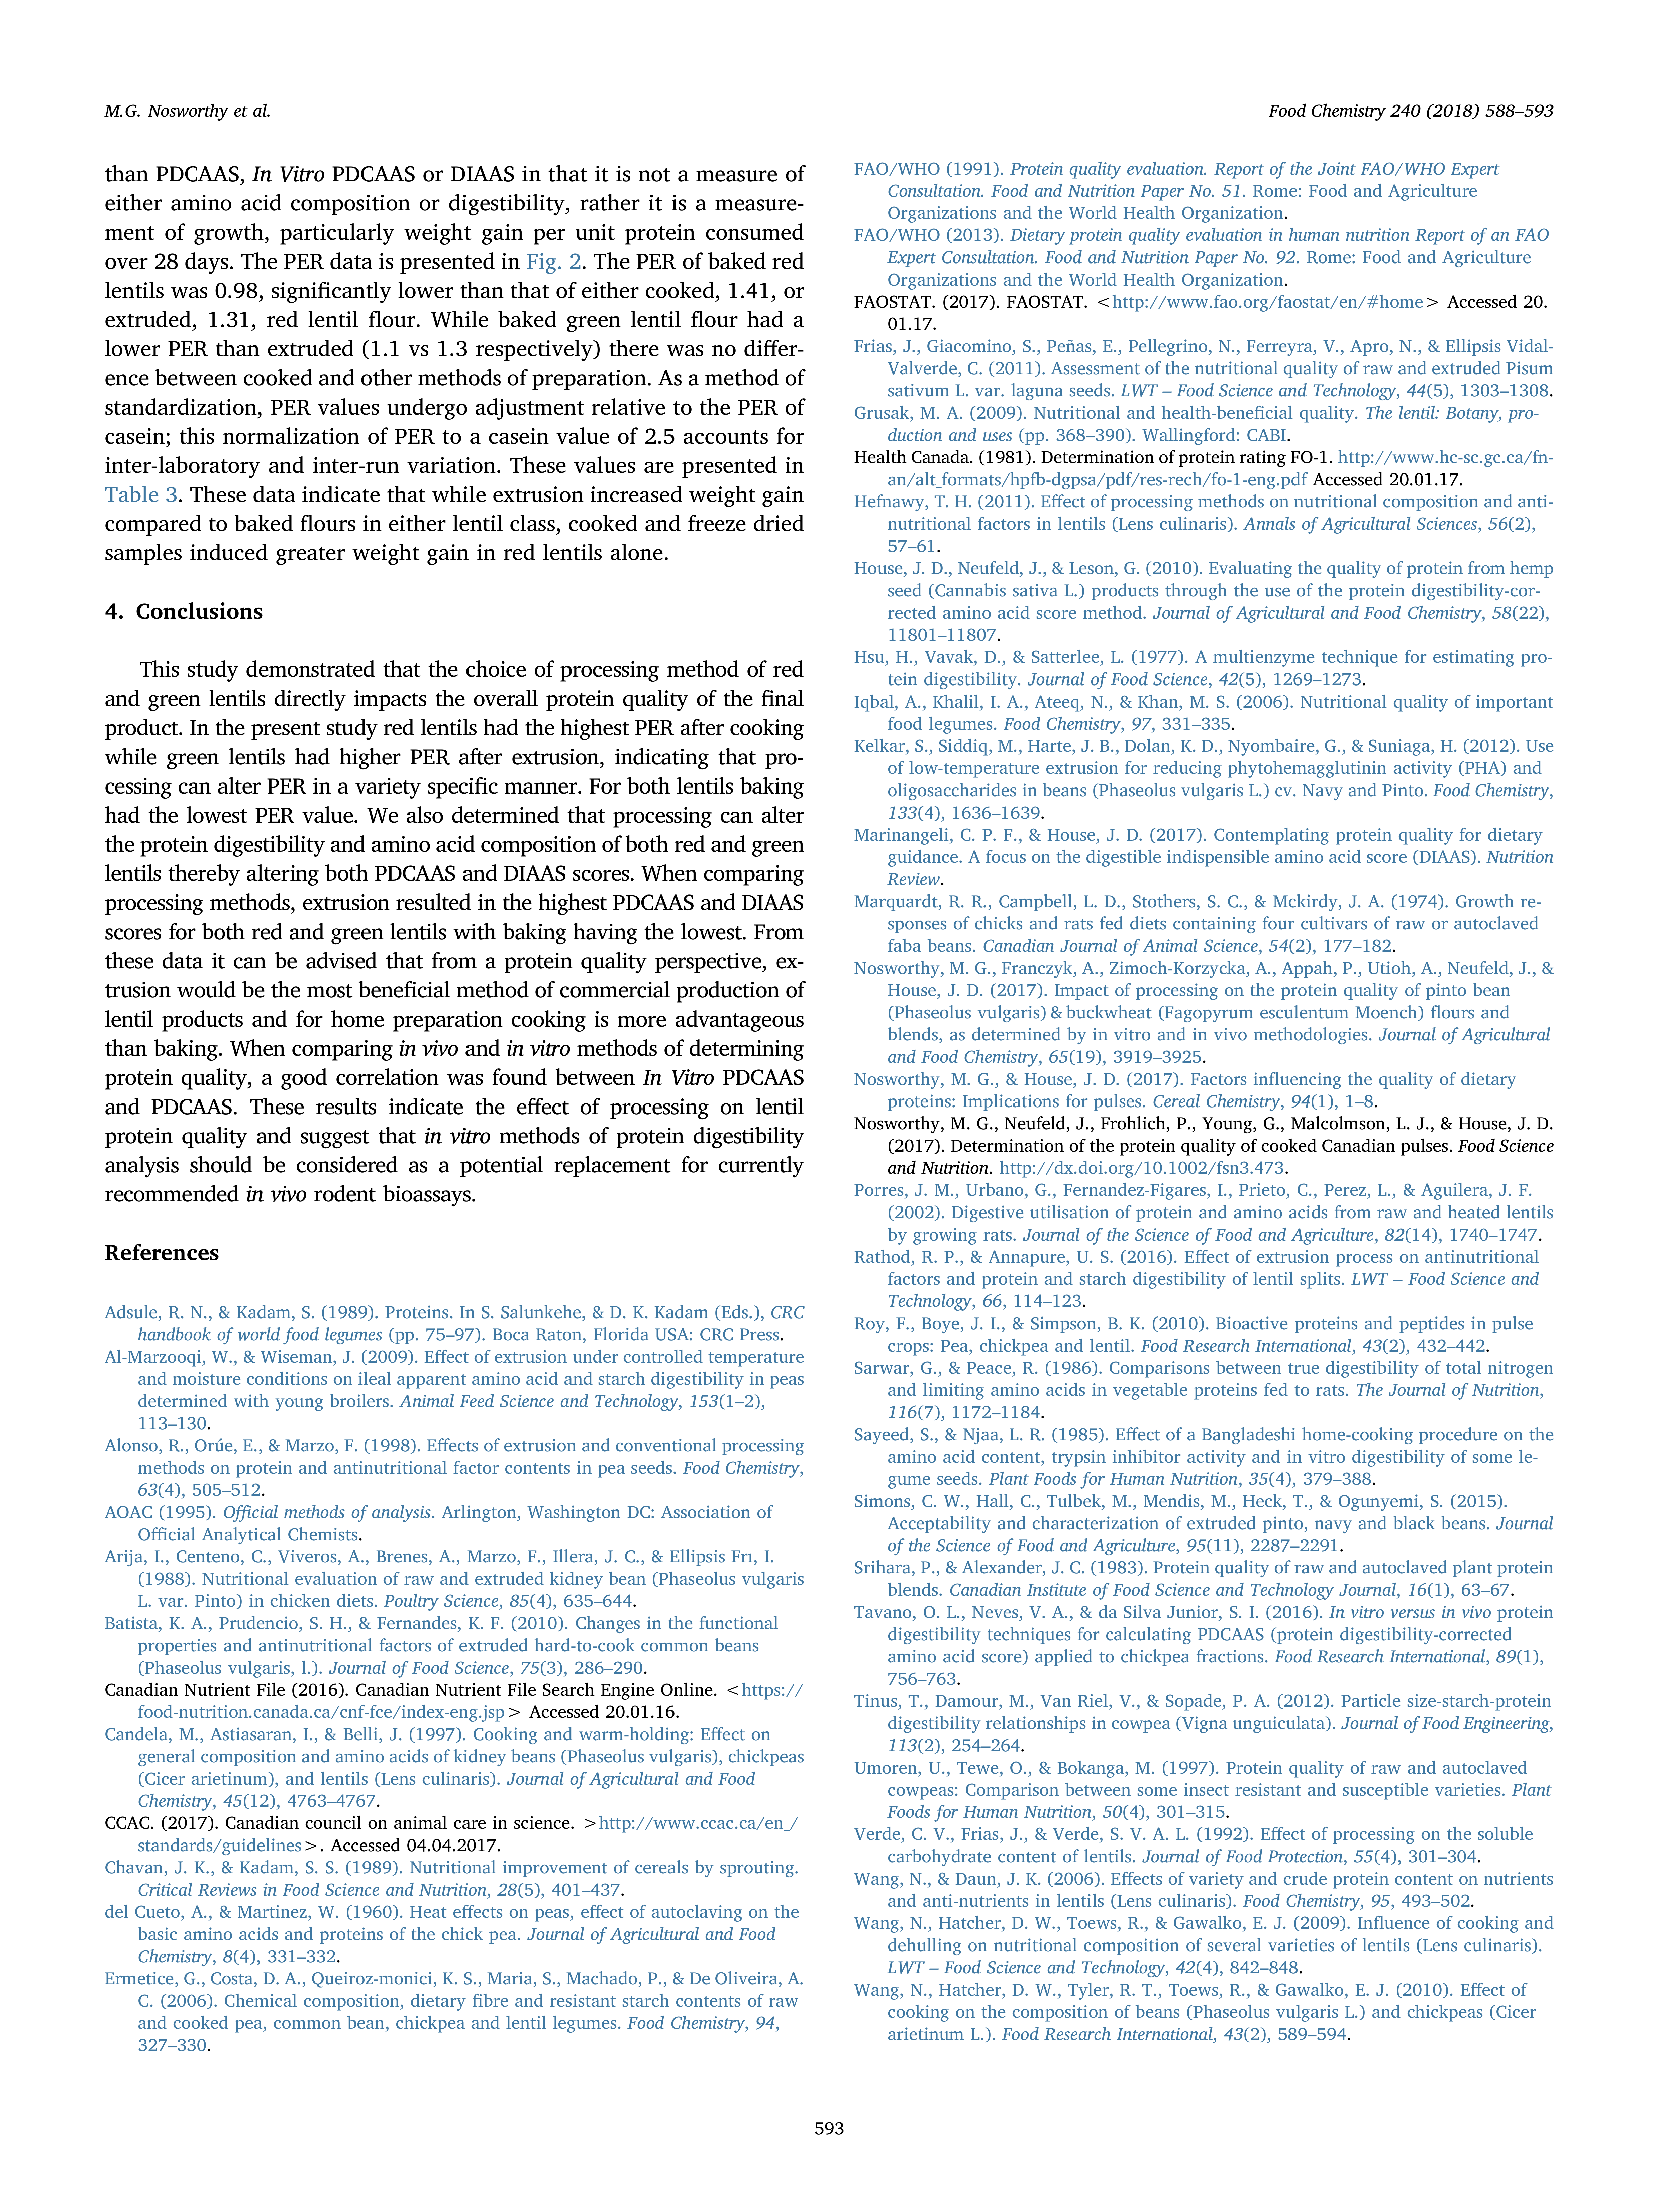 M.G. Nosworthy et al.
Food Chemistry 240 (2018) 588–593
than PDCAAS, In Vitro PDCAAS or DIAAS in that it is not a measure of
either amino acid composition or digestibility, rather it is a measure-
ment of growth, particularly weight gain per unit protein consumed
over 28 days. The PER data is presented in Fig. 2. The PER of baked red
lentils was 0.98, significantly lower than that of either cooked, 1.41, or
extruded, 1.31, red lentil flour. While baked green lentil flour had a
lower PER than extruded (1.1 vs 1.3 respectively) there was no differ-
ence between cooked and other methods of preparation. As a method of
standardization, PER values undergo adjustment relative to the PER of
casein; this normalization of PER to a casein value of 2.5 accounts for
inter-laboratory and inter-run variation. These values are presented in
Table 3. These data indicate that while extrusion increased weight gain
compared to baked flours in either lentil class, cooked and freeze dried
samples induced greater weight gain in red lentils alone.
4. Conclusions
This study demonstrated that the choice of processing method of red
and green lentils directly impacts the overall protein quality of the final
product. In the present study red lentils had the highest PER after cooking
while green lentils had higher PER after extrusion, indicating that pro-
cessing can alter PER in a variety specific manner. For both lentils baking
had the lowest PER value. We also determined that processing can alter
the protein digestibility and amino acid composition of both red and green
lentils thereby altering both PDCAAS and DIAAS scores. When comparing
processing methods, extrusion resulted in the highest PDCAAS and DIAAS
scores for both red and green lentils with baking having the lowest. From
these data it can be advised that from a protein quality perspective, ex-
trusion would be the most beneficial method of commercial production of
lentil products and for home preparation cooking is more advantageous
than baking. When comparing in vivo and in vitro methods of determining
protein quality, a good correlation was found between In Vitro PDCAAS
and PDCAAS. These results indicate the effect of processing on lentil
protein quality and suggest that in vitro methods of protein digestibility
analysis should be considered as a potential replacement for currently
recommended in vivo rodent bioassays.
References
Adsule, R. N., & Kadam, S. (1989). Proteins. In S. Salunkehe, & D. K. Kadam (Eds.), CRC
handbook of world food legumes (pp. 75–97). Boca Raton, Florida USA: CRC Press.
Al-Marzooqi, W., & Wiseman, J. (2009). Effect of extrusion under controlled temperature
and moisture conditions on ileal apparent amino acid and starch digestibility in peas
determined with young broilers. Animal Feed Science and Technology, 153(1–2),
113–130.
Alonso, R., Orúe, E., & Marzo, F. (1998). Effects of extrusion and conventional processing
methods on protein and antinutritional factor contents in pea seeds. Food Chemistry,
63(4), 505–512.
AOAC (1995). Official methods of analysis. Arlington, Washington DC: Association of
Official Analytical Chemists.
Arija, I., Centeno, C., Viveros, A., Brenes, A., Marzo, F., Illera, J. C., & Ellipsis Frı, I.
(1988). Nutritional evaluation of raw and extruded kidney bean (Phaseolus vulgaris
L. var. Pinto) in chicken diets. Poultry Science, 85(4), 635–644.
Batista, K. A., Prudencio, S. H., & Fernandes, K. F. (2010). Changes in the functional
properties and antinutritional factors of extruded hard-to-cook common beans
(Phaseolus vulgaris, l.). Journal of Food Science, 75(3), 286–290.
Canadian Nutrient File (2016). Canadian Nutrient File Search Engine Online. <https://
food-nutrition.canada.ca/cnf-fce/index-eng.jsp> Accessed 20.01.16.
Candela, M., Astiasaran, I., & Belli, J. (1997). Cooking and warm-holding: Effect on
general composition and amino acids of kidney beans (Phaseolus vulgaris), chickpeas
(Cicer arietinum), and lentils (Lens culinaris). Journal of Agricultural and Food
Chemistry, 45(12), 4763–4767.
CCAC. (2017). Canadian council on animal care in science. >http://www.ccac.ca/en_/
standards/guidelines>. Accessed 04.04.2017.
Chavan, J. K., & Kadam, S. S. (1989). Nutritional improvement of cereals by sprouting.
Critical Reviews in Food Science and Nutrition, 28(5), 401–437.
del Cueto, A., & Martinez, W. (1960). Heat effects on peas, effect of autoclaving on the
basic amino acids and proteins of the chick pea. Journal of Agricultural and Food
Chemistry, 8(4), 331–332.
Ermetice, G., Costa, D. A., Queiroz-monici, K. S., Maria, S., Machado, P., & De Oliveira, A.
C. (2006). Chemical composition, dietary fibre and resistant starch contents of raw
and cooked pea, common bean, chickpea and lentil legumes. Food Chemistry, 94,
327–330.
FAO/WHO (1991). Protein quality evaluation. Report of the Joint FAO/WHO Expert
Consultation. Food and Nutrition Paper No. 51. Rome: Food and Agriculture
Organizations and the World Health Organization.
FAO/WHO (2013). Dietary protein quality evaluation in human nutrition Report of an FAO
Expert Consultation. Food and Nutrition Paper No. 92. Rome: Food and Agriculture
Organizations and the World Health Organization.
FAOSTAT. (2017). FAOSTAT. <http://www.fao.org/faostat/en/#home> Accessed 20.
01.17.
Frias, J., Giacomino, S., Peñas, E., Pellegrino, N., Ferreyra, V., Apro, N., & Ellipsis Vidal-
Valverde, C. (2011). Assessment of the nutritional quality of raw and extruded Pisum
sativum L. var. laguna seeds. LWT – Food Science and Technology, 44(5), 1303–1308.
Grusak, M. A. (2009). Nutritional and health-beneficial quality. The lentil: Botany, pro-
duction and uses (pp. 368–390). Wallingford: CABI.
Health Canada. (1981). Determination of protein rating FO-1. http://www.hc-sc.gc.ca/fn-
an/alt_formats/hpfb-dgpsa/pdf/res-rech/fo-1-eng.pdf Accessed 20.01.17.
Hefnawy, T. H. (2011). Effect of processing methods on nutritional composition and anti-
nutritional factors in lentils (Lens culinaris). Annals of Agricultural Sciences, 56(2),
57–61.
House, J. D., Neufeld, J., & Leson, G. (2010). Evaluating the quality of protein from hemp
seed (Cannabis sativa L.) products through the use of the protein digestibility-cor-
rected amino acid score method. Journal of Agricultural and Food Chemistry, 58(22),
11801–11807.
Hsu, H., Vavak, D., & Satterlee, L. (1977). A multienzyme technique for estimating pro-
tein digestibility. Journal of Food Science, 42(5), 1269–1273.
Iqbal, A., Khalil, I. A., Ateeq, N., & Khan, M. S. (2006). Nutritional quality of important
food legumes. Food Chemistry, 97, 331–335.
Kelkar, S., Siddiq, M., Harte, J. B., Dolan, K. D., Nyombaire, G., & Suniaga, H. (2012). Use
of low-temperature extrusion for reducing phytohemagglutinin activity (PHA) and
oligosaccharides in beans (Phaseolus vulgaris L.) cv. Navy and Pinto. Food Chemistry,
133(4), 1636–1639.
Marinangeli, C. P. F., & House, J. D. (2017). Contemplating protein quality for dietary
guidance. A focus on the digestible indispensible amino acid score (DIAAS). Nutrition
Review.
Marquardt, R. R., Campbell, L. D., Stothers, S. C., & Mckirdy, J. A. (1974). Growth re-
sponses of chicks and rats fed diets containing four cultivars of raw or autoclaved
faba beans. Canadian Journal of Animal Science, 54(2), 177–182.
Nosworthy, M. G., Franczyk, A., Zimoch-Korzycka, A., Appah, P., Utioh, A., Neufeld, J., &
House, J. D. (2017). Impact of processing on the protein quality of pinto bean
(Phaseolus vulgaris) & buckwheat (Fagopyrum esculentum Moench) flours and
blends, as determined by in vitro and in vivo methodologies. Journal of Agricultural
and Food Chemistry, 65(19), 3919–3925.
Nosworthy, M. G., & House, J. D. (2017). Factors influencing the quality of dietary
proteins: Implications for pulses. Cereal Chemistry, 94(1), 1–8.
Nosworthy, M. G., Neufeld, J., Frohlich, P., Young, G., Malcolmson, L. J., & House, J. D.
(2017). Determination of the protein quality of cooked Canadian pulses. Food Science
and Nutrition. http://dx.doi.org/10.1002/fsn3.473.
Porres, J. M., Urbano, G., Fernandez-Figares, I., Prieto, C., Perez, L., & Aguilera, J. F.
(2002). Digestive utilisation of protein and amino acids from raw and heated lentils
by growing rats. Journal of the Science of Food and Agriculture, 82(14), 1740–1747.
Rathod, R. P., & Annapure, U. S. (2016). Effect of extrusion process on antinutritional
factors and protein and starch digestibility of lentil splits. LWT – Food Science and
Technology, 66, 114–123.
Roy, F., Boye, J. I., & Simpson, B. K. (2010). Bioactive proteins and peptides in pulse
crops: Pea, chickpea and lentil. Food Research International, 43(2), 432–442.
Sarwar, G., & Peace, R. (1986). Comparisons between true digestibility of total nitrogen
and limiting amino acids in vegetable proteins fed to rats. The Journal of Nutrition,
116(7), 1172–1184.
Sayeed, S., & Njaa, L. R. (1985). Effect of a Bangladeshi home-cooking procedure on the
amino acid content, trypsin inhibitor activity and in vitro digestibility of some le-
gume seeds. Plant Foods for Human Nutrition, 35(4), 379–388.
Simons, C. W., Hall, C., Tulbek, M., Mendis, M., Heck, T., & Ogunyemi, S. (2015).
Acceptability and characterization of extruded pinto, navy and black beans. Journal
of the Science of Food and Agriculture, 95(11), 2287–2291.
Srihara, P., & Alexander, J. C. (1983). Protein quality of raw and autoclaved plant protein
blends. Canadian Institute of Food Science and Technology Journal, 16(1), 63–67.
Tavano, O. L., Neves, V. A., & da Silva Junior, S. I. (2016). In vitro versus in vivo protein
digestibility techniques for calculating PDCAAS (protein digestibility-corrected
amino acid score) applied to chickpea fractions. Food Research International, 89(1),
756–763.
Tinus, T., Damour, M., Van Riel, V., & Sopade, P. A. (2012). Particle size-starch-protein
digestibility relationships in cowpea (Vigna unguiculata). Journal of Food Engineering,
113(2), 254–264.
Umoren, U., Tewe, O., & Bokanga, M. (1997). Protein quality of raw and autoclaved
cowpeas: Comparison between some insect resistant and susceptible varieties. Plant
Foods for Human Nutrition, 50(4), 301–315.
Verde, C. V., Frias, J., & Verde, S. V. A. L. (1992). Effect of processing on the soluble
carbohydrate content of lentils. Journal of Food Protection, 55(4), 301–304.
Wang, N., & Daun, J. K. (2006). Effects of variety and crude protein content on nutrients
and anti-nutrients in lentils (Lens culinaris). Food Chemistry, 95, 493–502.
Wang, N., Hatcher, D. W., Toews, R., & Gawalko, E. J. (2009). Influence of cooking and
dehulling on nutritional composition of several varieties of lentils (Lens culinaris).
LWT – Food Science and Technology, 42(4), 842–848.
Wang, N., Hatcher, D. W., Tyler, R. T., Toews, R., & Gawalko, E. J. (2010). Effect of
cooking on the composition of beans (Phaseolus vulgaris L.) and chickpeas (Cicer
arietinum L.). Food Research International, 43(2), 589–594.
593